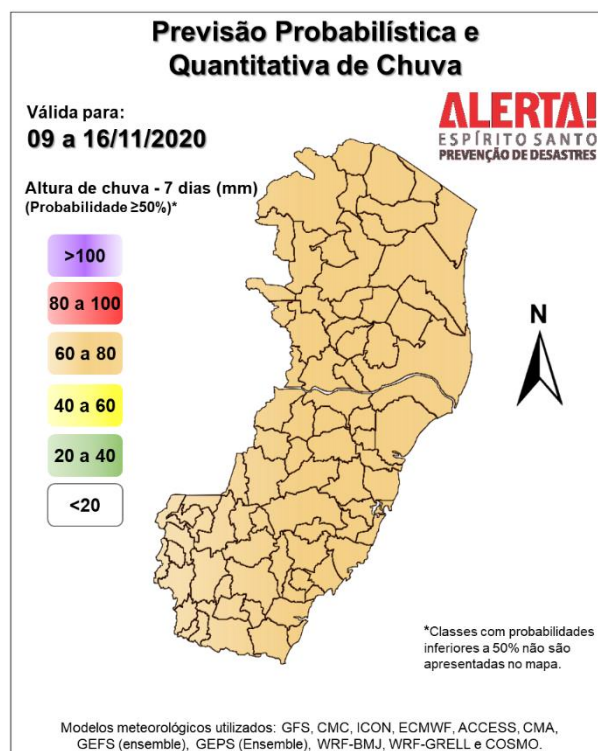 Previsão Probabilística e
Quantitativa de Chuva
Válida para:
09 a 16/11/2020
ALERTA!
ESPÍRITO SANTO
PREVENÇÃO DE DESASTRES
Altura de chuva - 7 dias (mm)
(Probabilidade ≥50%)*
>100
80 a 100
60 a 80
40 a 60
20 a 40
<20
N
*Classes com probabilidades
inferiores a 50% não são
apresentadas no mapa.
Modelos meteorológicos utilizados: GFS, CMC, ICON, ECMWF, ACCESS, CMA,
GEFS (ensemble), GEPS (Ensemble), WRF-BMJ, WRF-GRELL e COSMO.